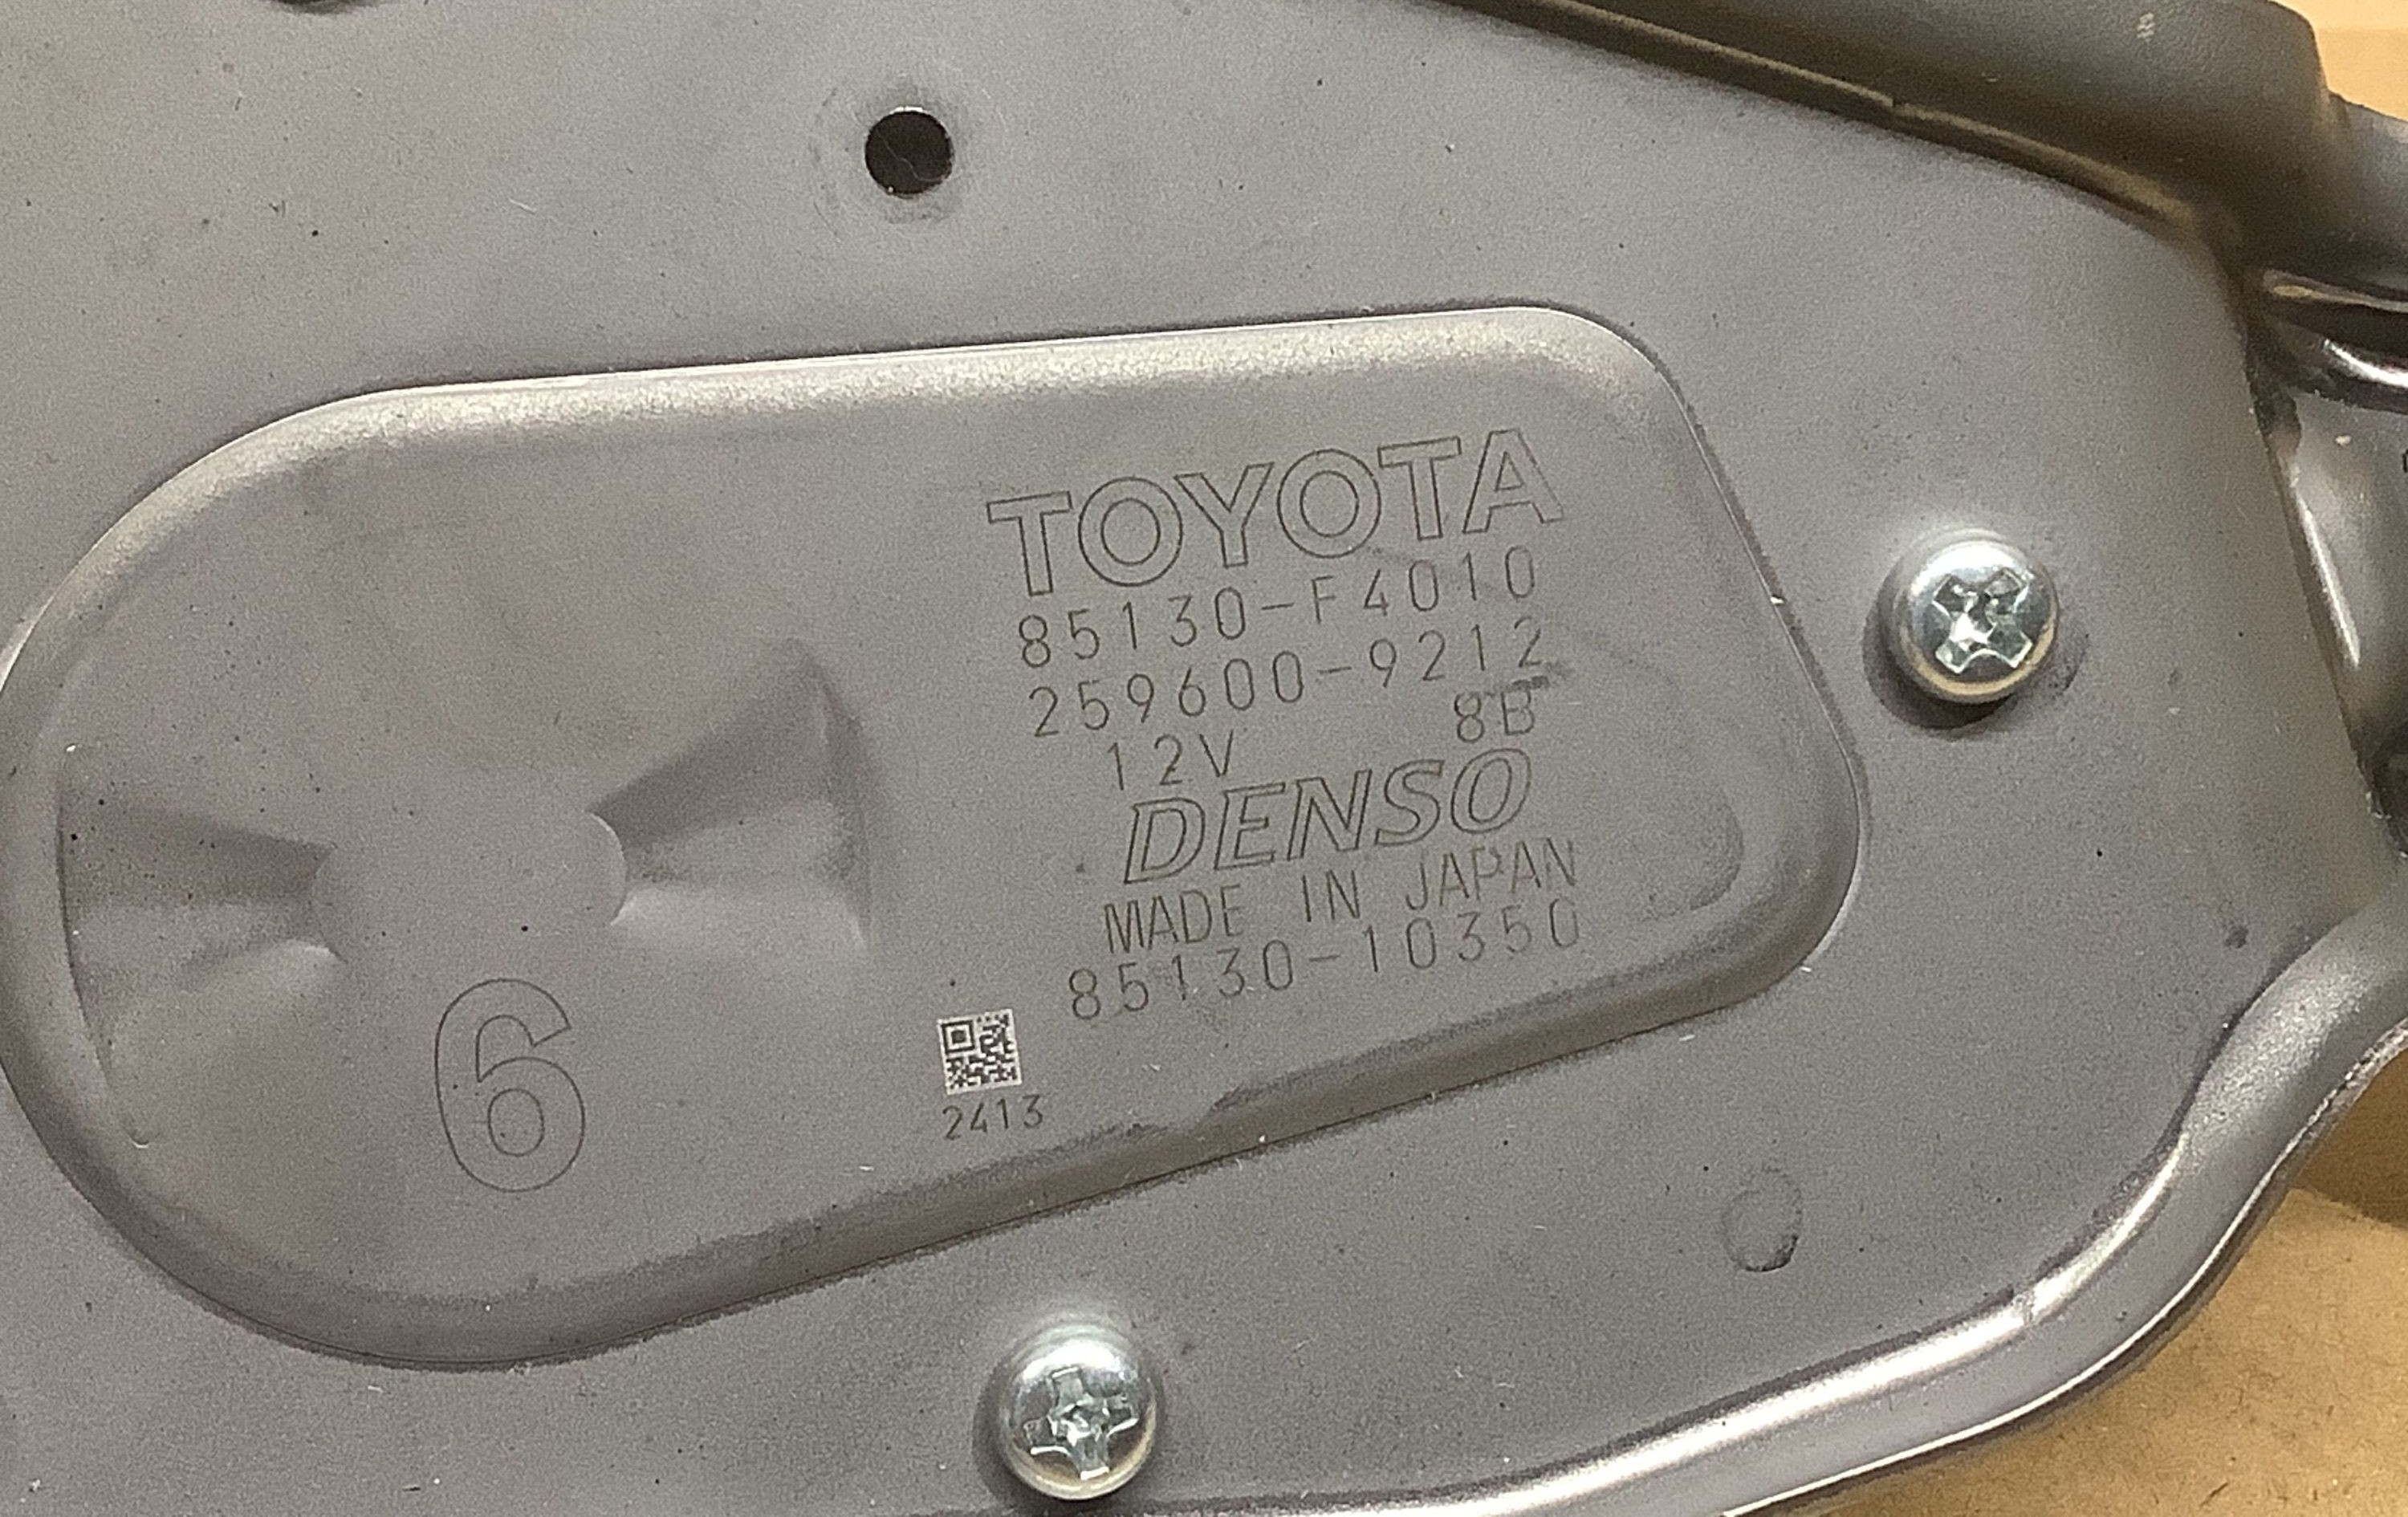 TOYOTA
85130-F4010
259600-9212
12V 8B
DENSO
MADE IN JAPAN
85130-10350
2413
6